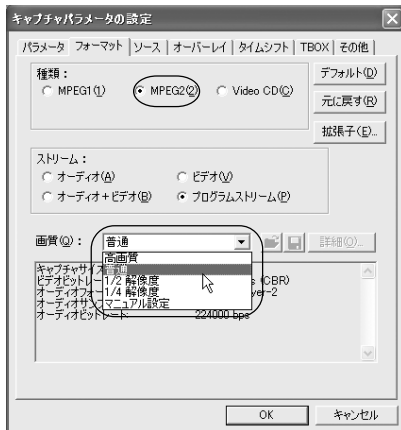 キャプチャパラメータの設定
パラメータ フォーマット ソース オーバーレイ タイムシフト TBOX その他
種類：
MPEG1(1) MPEG2(2) Video CD(C)
デフォルト(D)
元に戻す(R)
拡張子(E)...
ストリーム：
オーディオ(A) ビデオ(V)
オーディオ+ビデオ(B) プログラムストリーム(P)
画質(Q)： 普通 詳細(O)...
高画質
普通
1/2 解像度
1/4 解像度
マニュアル設定
キャプチャサイズ
ビデオビットレー (CBR)
オーディオフォー yer-2
オーディオサン
オーディオビットレート: 224000 bps
OK キャンセル